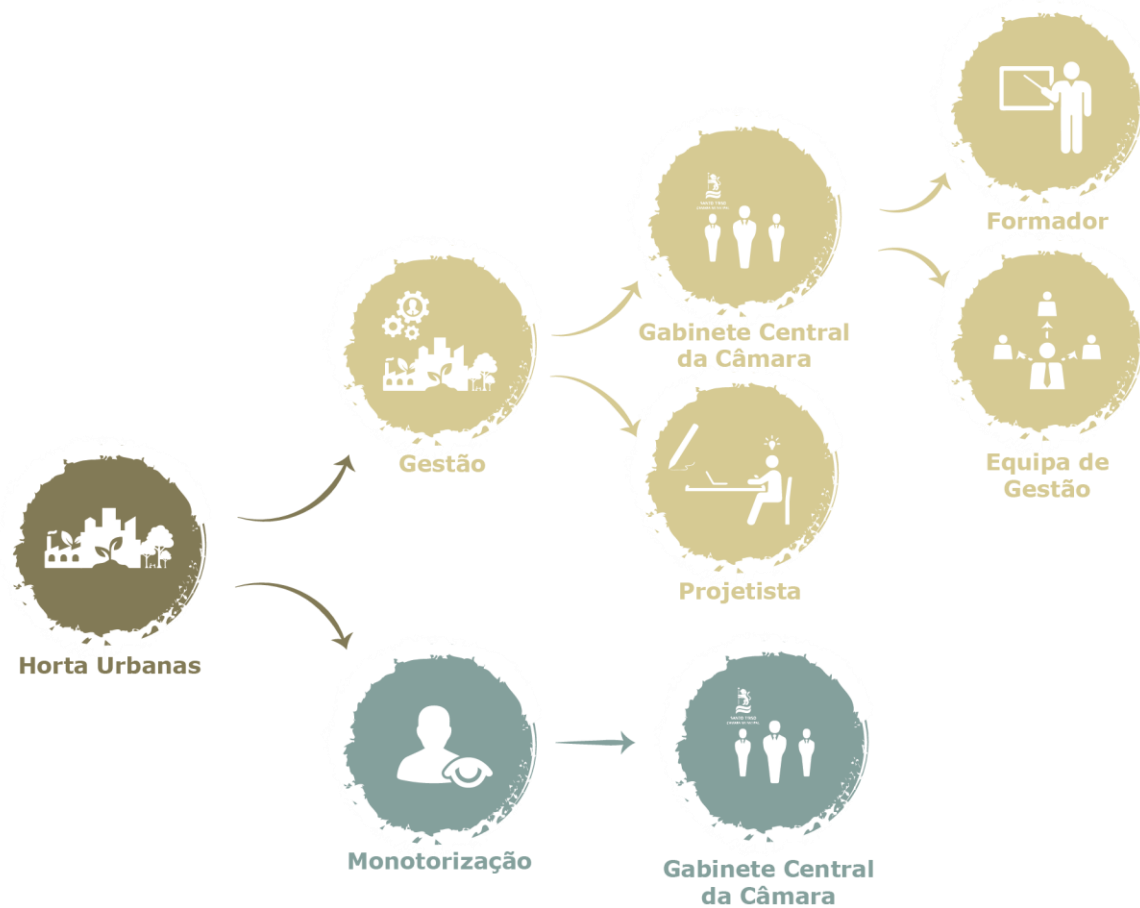 Formador
Gabinete Central
da Câmara
Gestão
Equipa de
Gestão
Projetista
Horta Urbanas
Monotorização
Gabinete Central
da Câmara